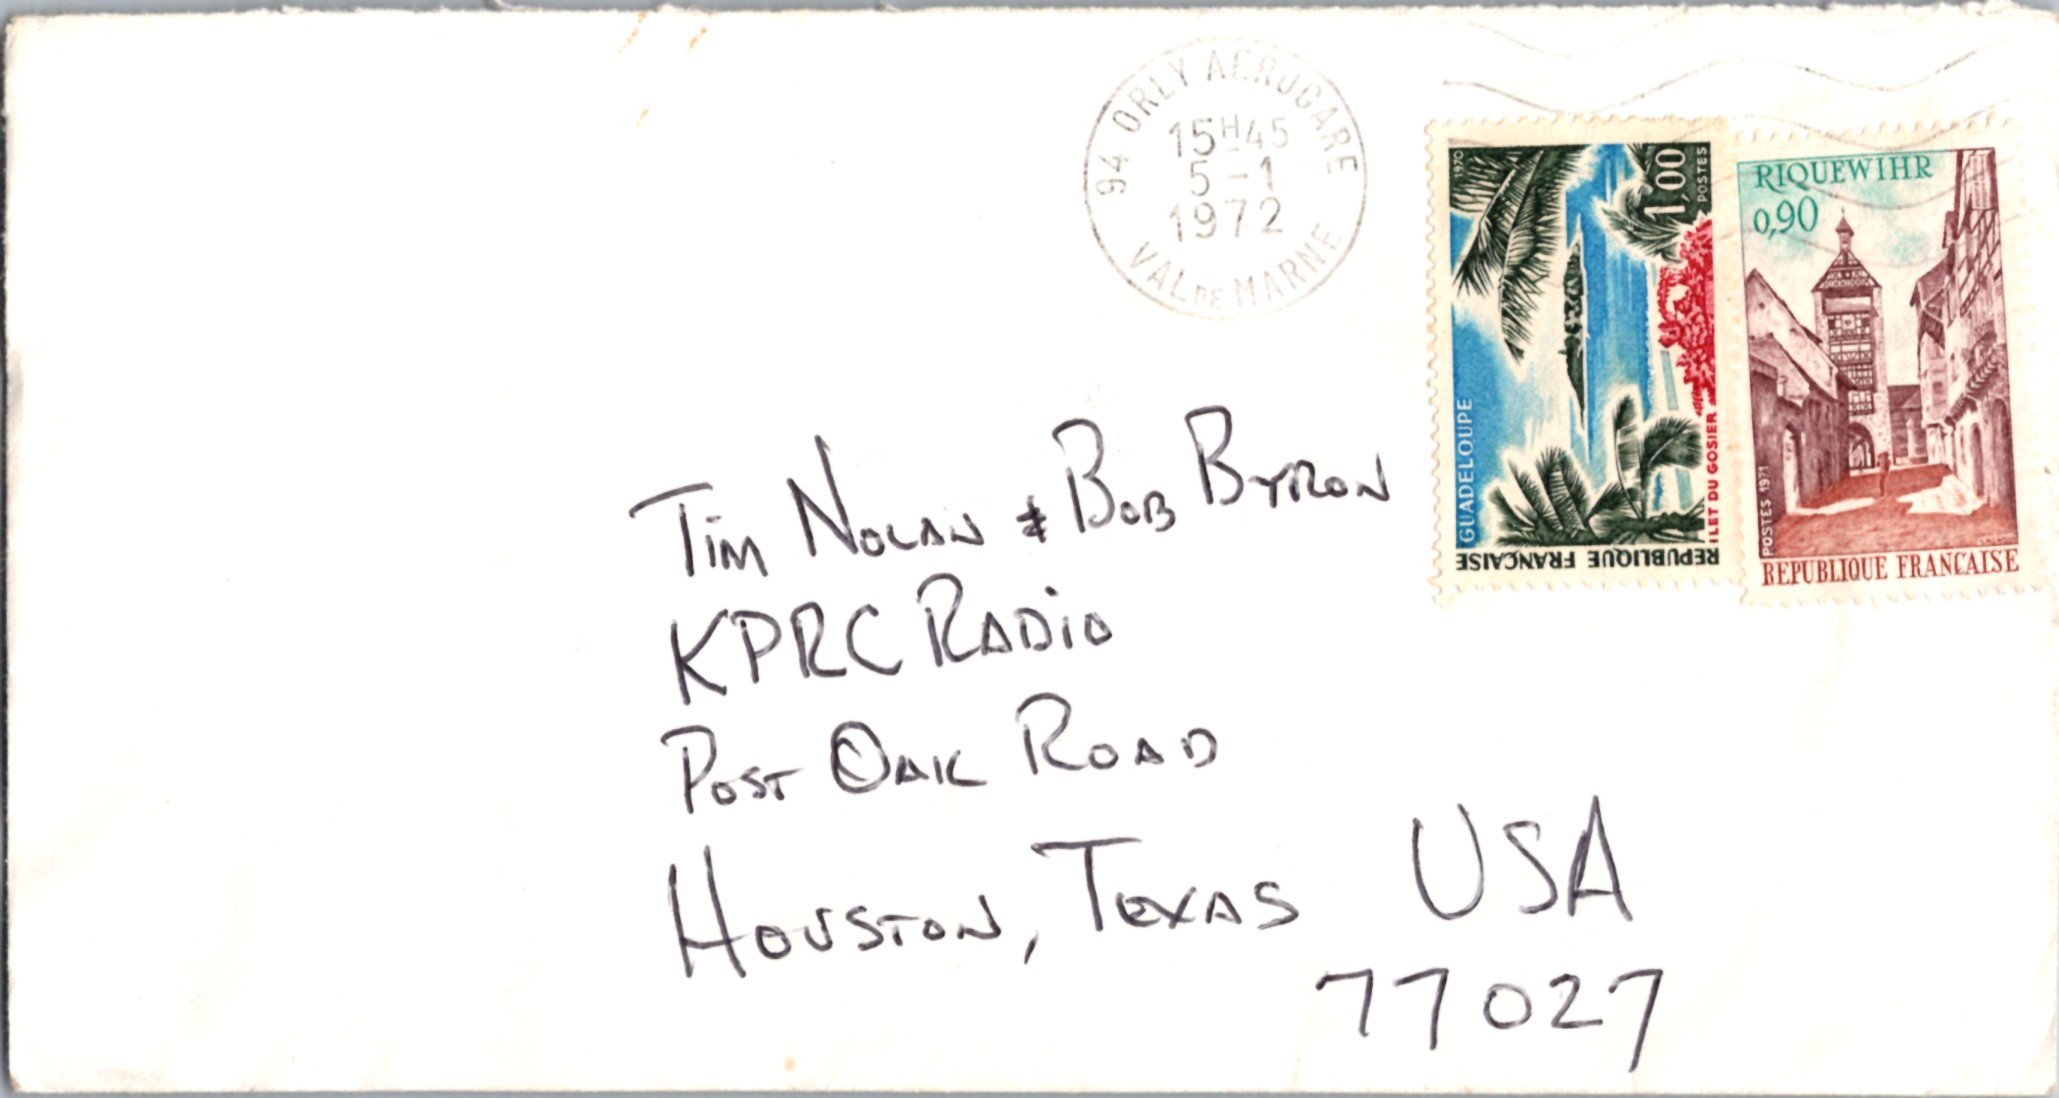 94 ORLY AEROGARE
15H45
5-1
1972
VAL DE MARNE
1970
1,00
POSTES
GUADELOUPE
ILET DU GOSIER
REPUBLIQUE FRANÇAISE
RIQUEWIHR
0,90
POSTES 1971
REPUBLIQUE FRANÇAISE
TIM NOLAN & BOB BYRON
KPRC RADIO
POST OAK ROAD
HOUSTON, TEXAS USA
77027